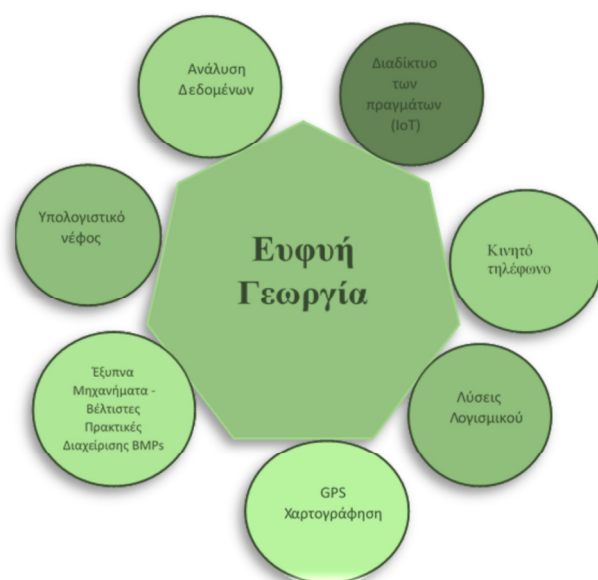 Ανάλυση
Δεδομένων
Διαδίκτυο
των
πραγμάτων
(IoT)
Υπολογιστικό
νέφος
Ευφυή
Γεωργία
Κινητό
τηλέφωνο
Έξυπνα
Μηχανήματα -
Βέλτιστες
Πρακτικές
Διαχείρισης BMPs
Λύσεις
Λογισμικού
GPS
Χαρτογράφηση